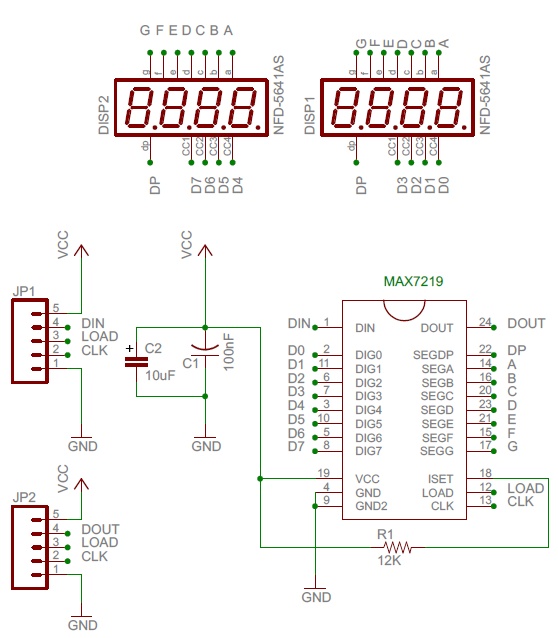 G F E D C B A
G F E D C B A
g f e d c b a
g f e d c b a
DISP2
8.8.8.8.
NFD-5641AS
DISP1
8.8.8.8.
NFD-5641AS
dp CC1 CC2 CC3 CC4
dp CC1 CC2 CC3 CC4
DP D7 D6 D5 D4
DP D3 D2 D1 D0
VCC
VCC
JP1
5
4 DIN
3 LOAD
2 CLK
1
GND
+
C2
10uF
C1
100nF
GND
MAX7219
DIN 1 DIN DOUT 24 DOUT
D0 2 DIG0 SEGDP 22 DP
D1 11 DIG1 SEGA 14 A
D2 6 DIG2 SEGB 16 B
D3 7 DIG3 SEGC 20 C
D4 3 DIG4 SEGD 23 D
D5 10 DIG5 SEGE 21 E
D6 5 DIG6 SEGF 15 F
D7 8 DIG7 SEGG 17 G
19 VCC ISET 18
4 GND LOAD 12 LOAD
9 GND2 CLK 13 CLK
R1
12K
GND
VCC
JP2
5
4 DOUT
3 LOAD
2 CLK
1
GND